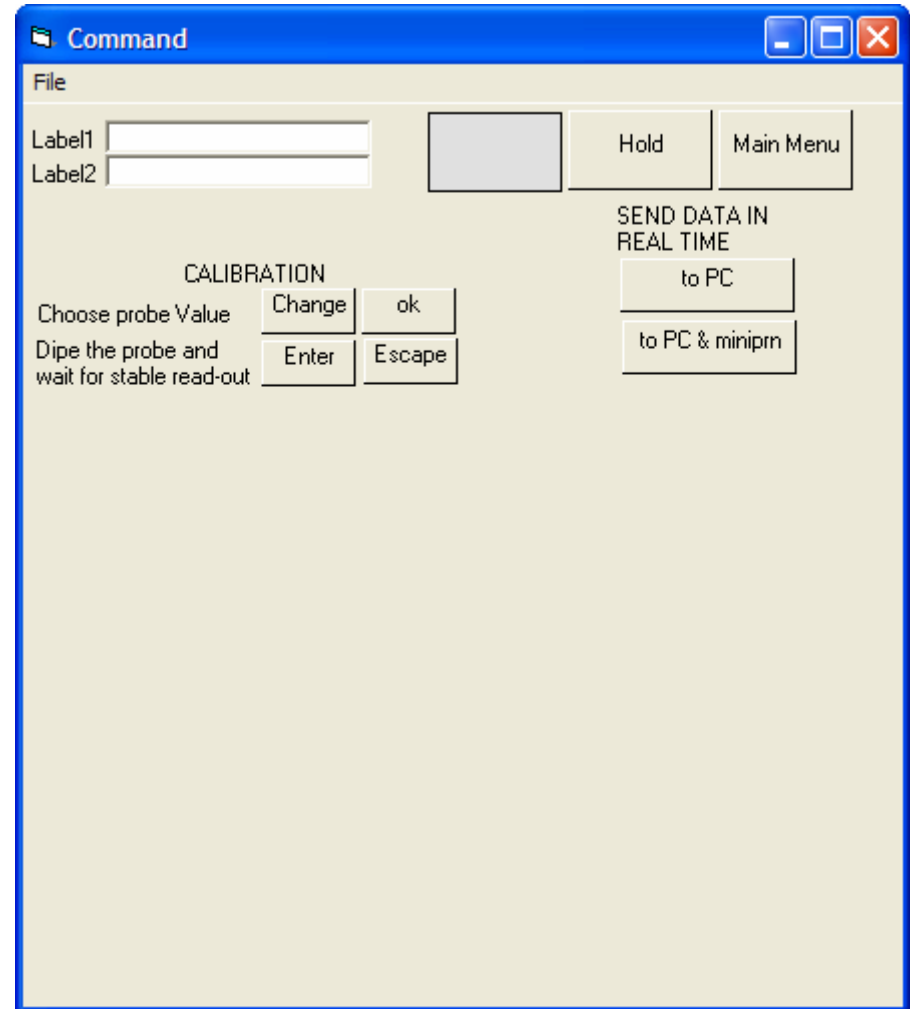 Command
File
Label1
Label2
Hold
Main Menu
SEND DATA IN
REAL TIME
to PC
to PC & miniprn
CALIBRATION
Choose probe Value
Change
ok
Dipe the probe and
wait for stable read-out
Enter
Escape